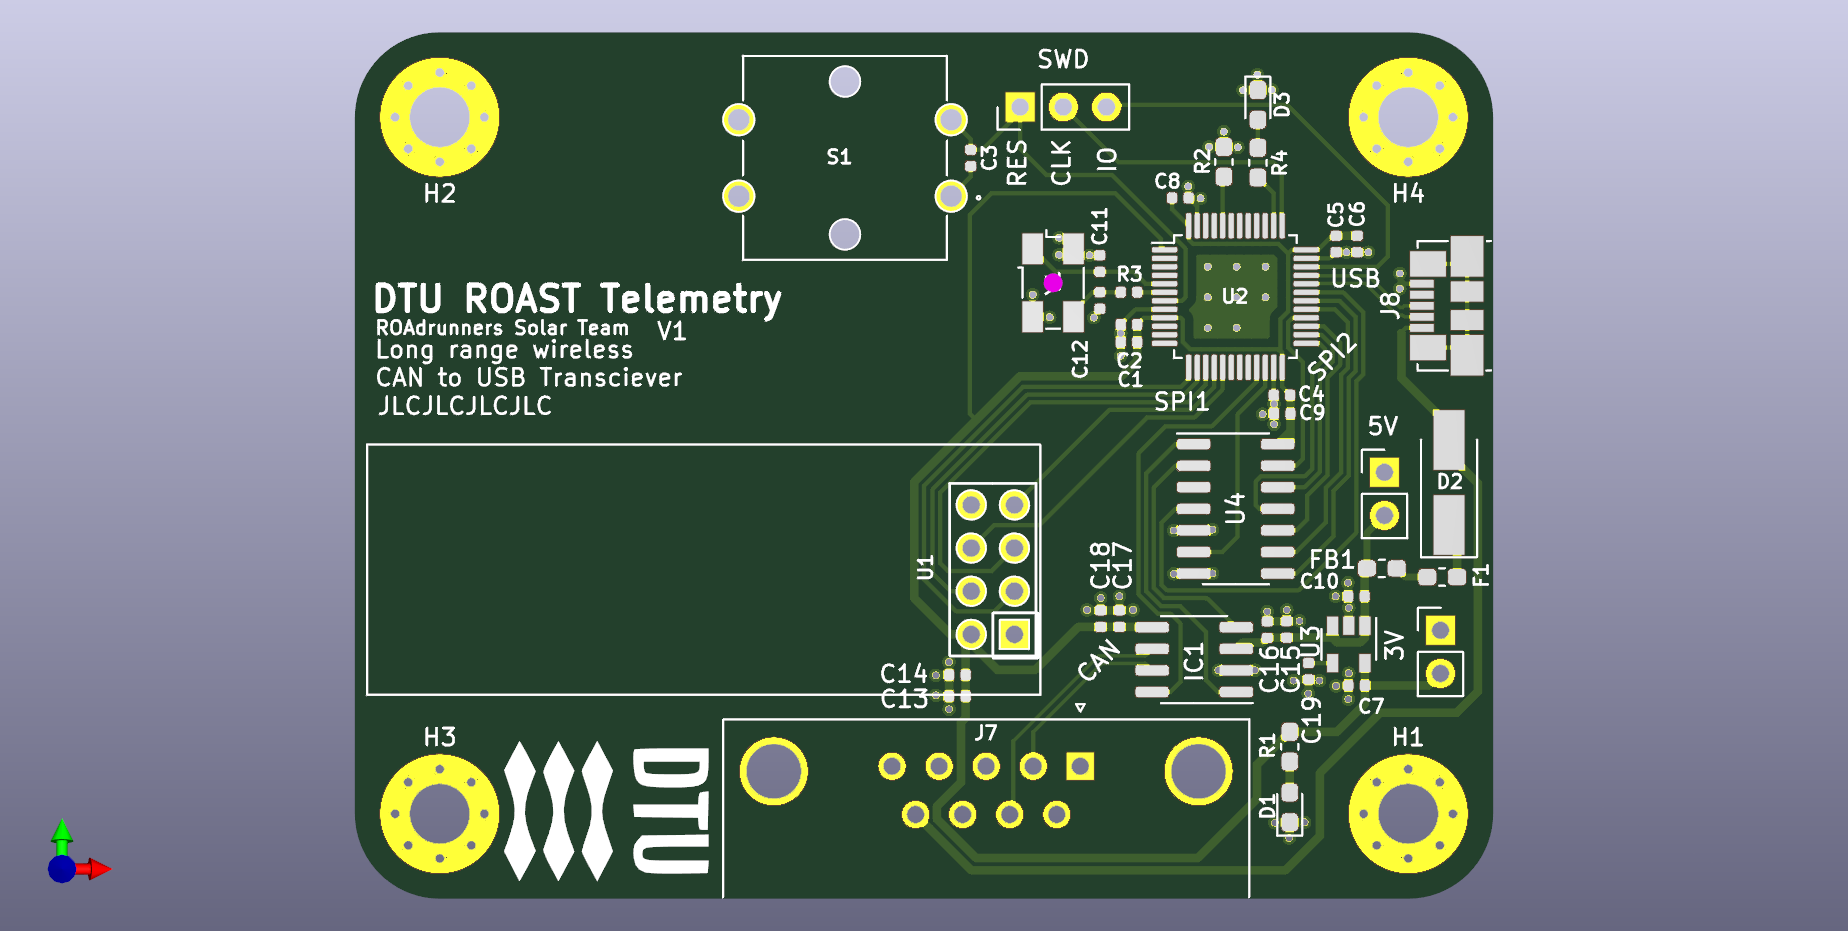 SWD
D3
S1
C3
RES
CLK
IO
R2
R4
C8
H2
H4
C11
C5
C6
R3
USB
U2
J8
DTU ROAST Telemetry
ROAdrunners Solar Team
V1
Long range wireless
CAN to USB Transciever
JLCJLCJLCJLC
C12
C2
C1
SPI2
SPI1
C4
C9
5V
D2
U4
U1
C18
C17
FB1
C10
F1
CAN
IC1
C16
C15
U3
3V
C14
C13
C7
C19
H3
J7
R1
H1
D1
DTU